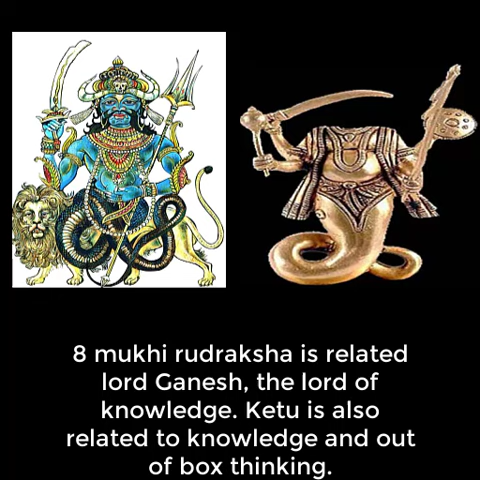 8 mukhi rudraksha is related
lord Ganesh, the lord of
knowledge. Ketu is also
related to knowledge and out
of box thinking.